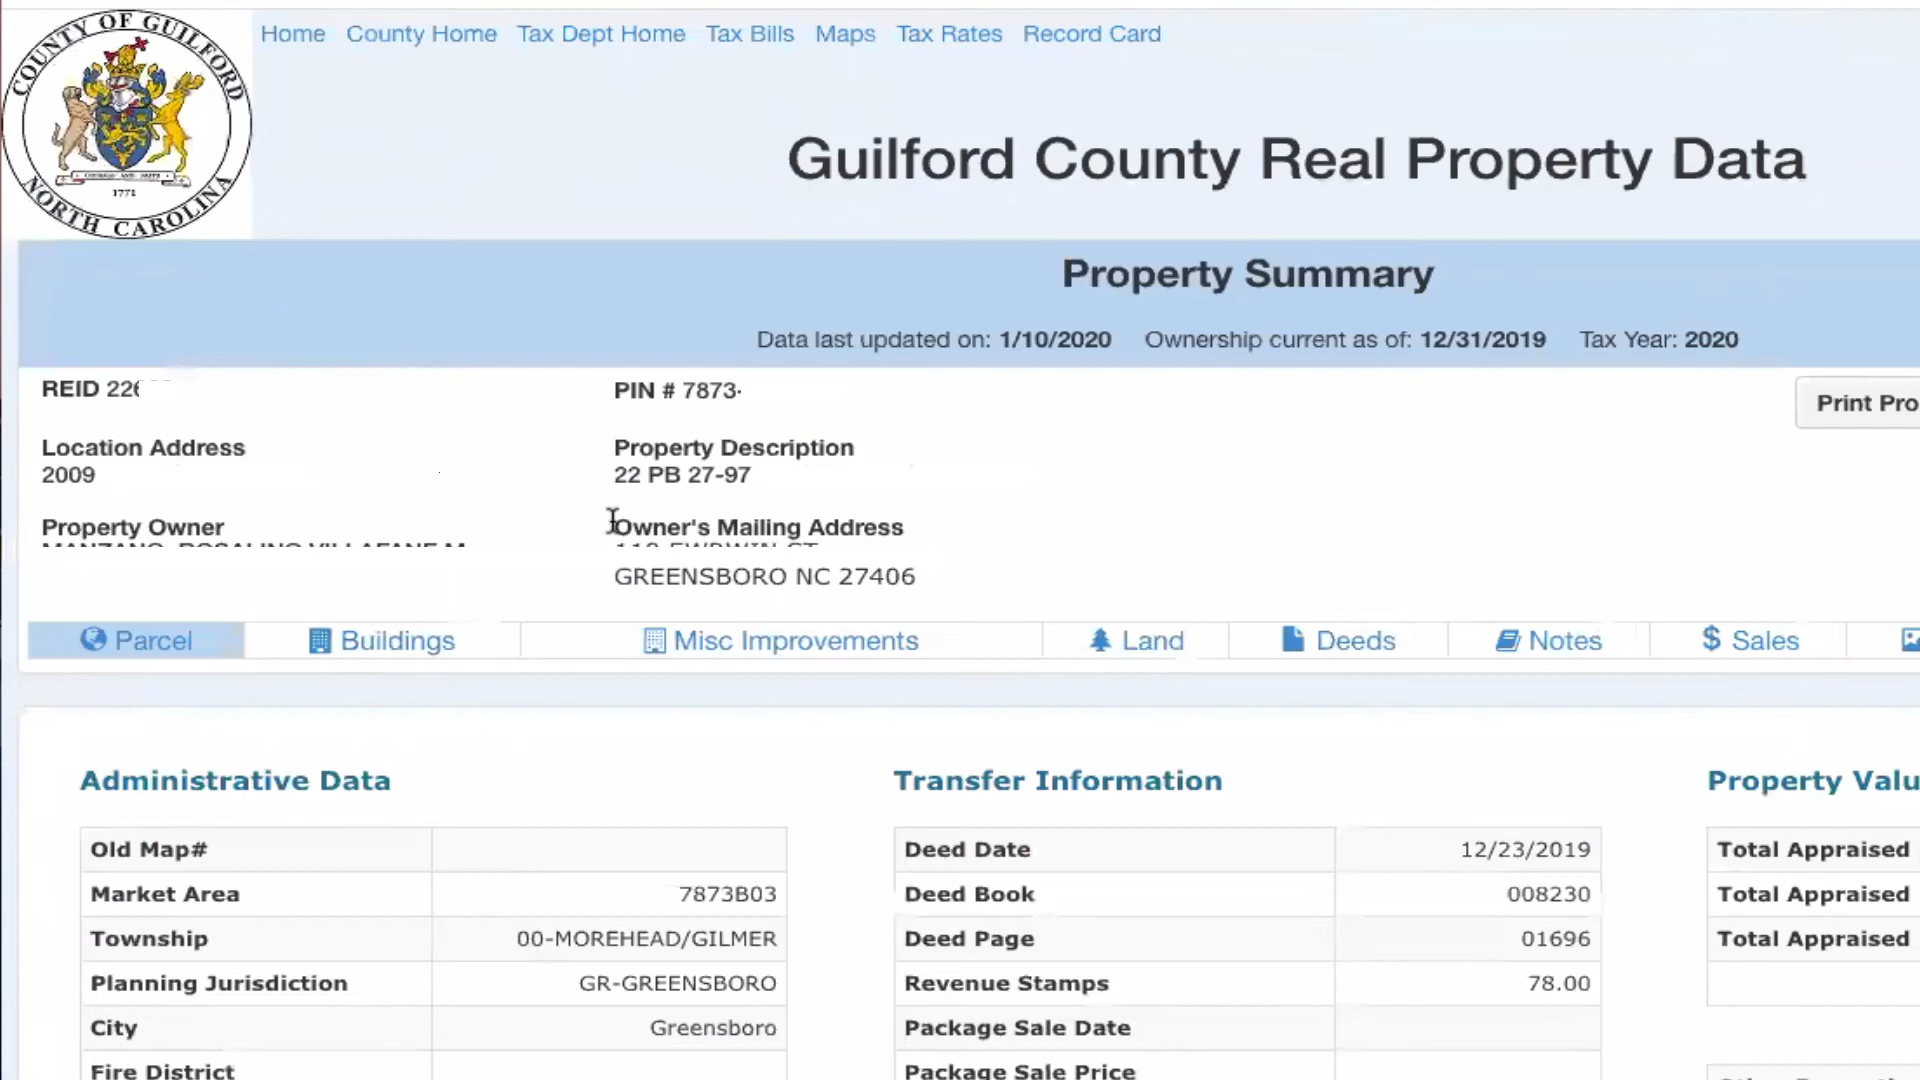 COUNTY OF GUILFORD
1771
NORTH CAROLINA
Home County Home Tax Dept Home Tax Bills Maps Tax Rates Record Card
Guilford County Real Property Data
Property Summary
Data last updated on: 1/10/2020 Ownership current as of: 12/31/2019 Tax Year: 2020
REID 226
PIN # 7873-
Print Pro
Location Address
2009
Property Description
22 PB 27-97
Property Owner
Owner's Mailing Address
GREENSBORO NC 27406
Parcel Buildings Misc Improvements Land Deeds Notes Sales
Administrative Data
Old Map#
Market Area 7873B03
Township 00-MOREHEAD/GILMER
Planning Jurisdiction GR-GREENSBORO
City Greensboro
Fire District
Transfer Information
Deed Date 12/23/2019
Deed Book 008230
Deed Page 01696
Revenue Stamps 78.00
Package Sale Date
Package Sale Price
Property Valu
Total Appraised
Total Appraised
Total Appraised